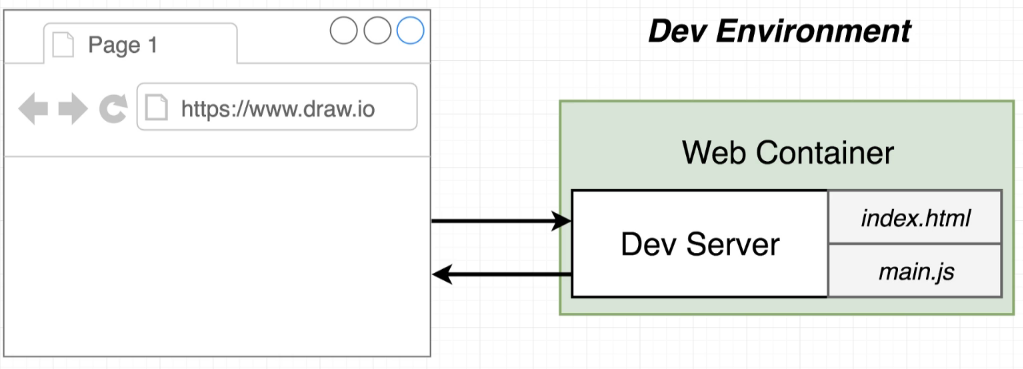 Page 1
https://www.draw.io
Dev Environment
Web Container
Dev Server
index.html
main.js